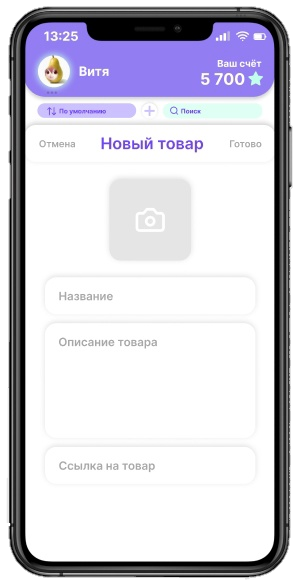 13:25
Витя
Ваш счёт
5 700
По умолчанию
Поиск
Отмена
Новый товар
Готово
Название
Описание товара
Ссылка на товар